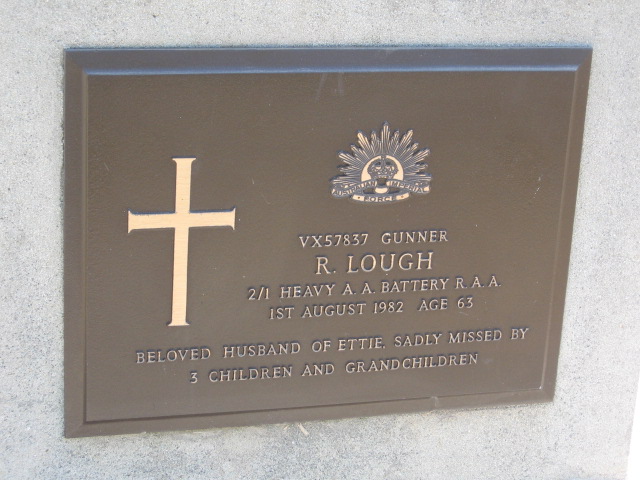 AUSTRALIAN IMPERIAL
FORCE
VX57837 GUNNER
R. LOUGH
2/1 HEAVY A. A. BATTERY R. A. A.
1ST AUGUST 1982 AGE 63
BELOVED HUSBAND OF ETTIE. SADLY MISSED BY
3 CHILDREN AND GRANDCHILDREN